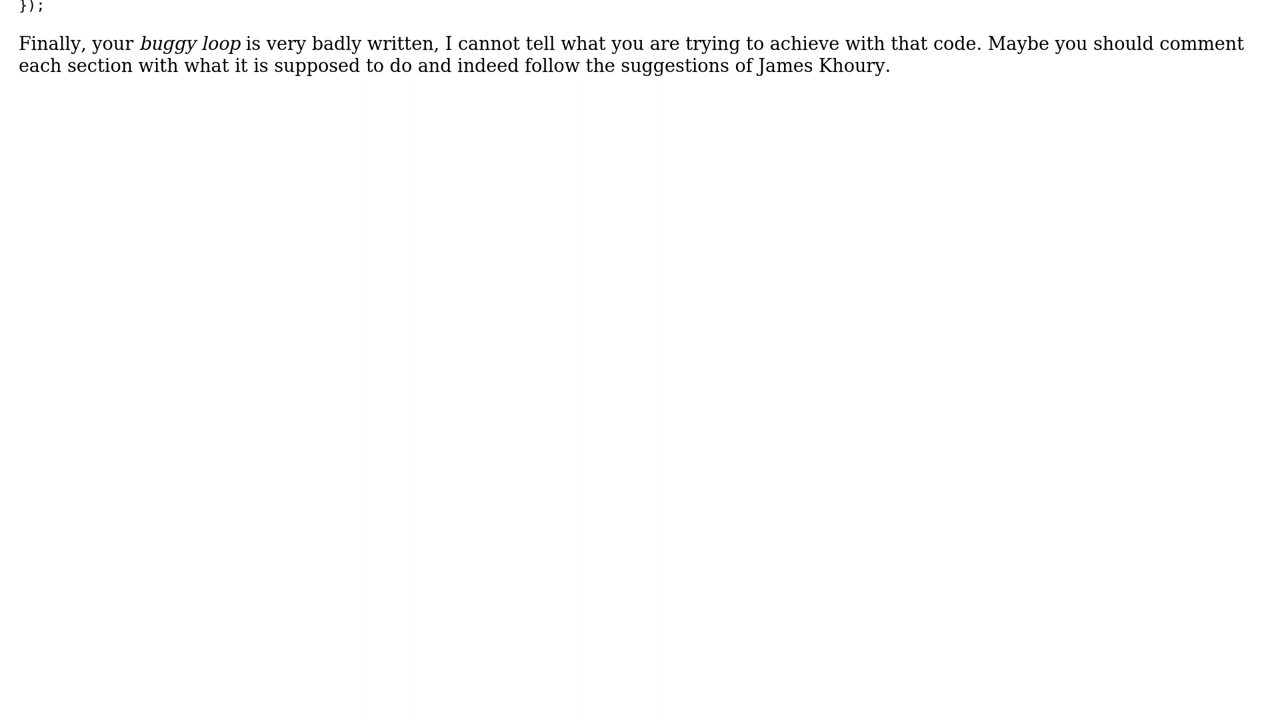 });
Finally, your buggy loop is very badly written, I cannot tell what you are trying to achieve with that code. Maybe you should comment
each section with what it is supposed to do and indeed follow the suggestions of James Khoury.